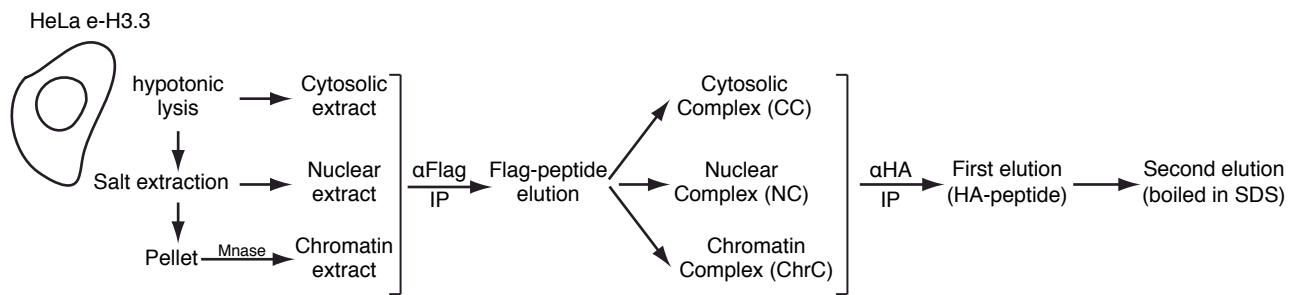 HeLa e-H3.3
hypotonic
lysis
Cytosolic
extract
Salt extraction
Nuclear
extract
Pellet
Mnase
Chromatin
extract
αFlag
IP
Flag-peptide
elution
Cytosolic
Complex (CC)
Nuclear
Complex (NC)
Chromatin
Complex (ChrC)
αHA
IP
First elution
(HA-peptide)
Second elution
(boiled in SDS)